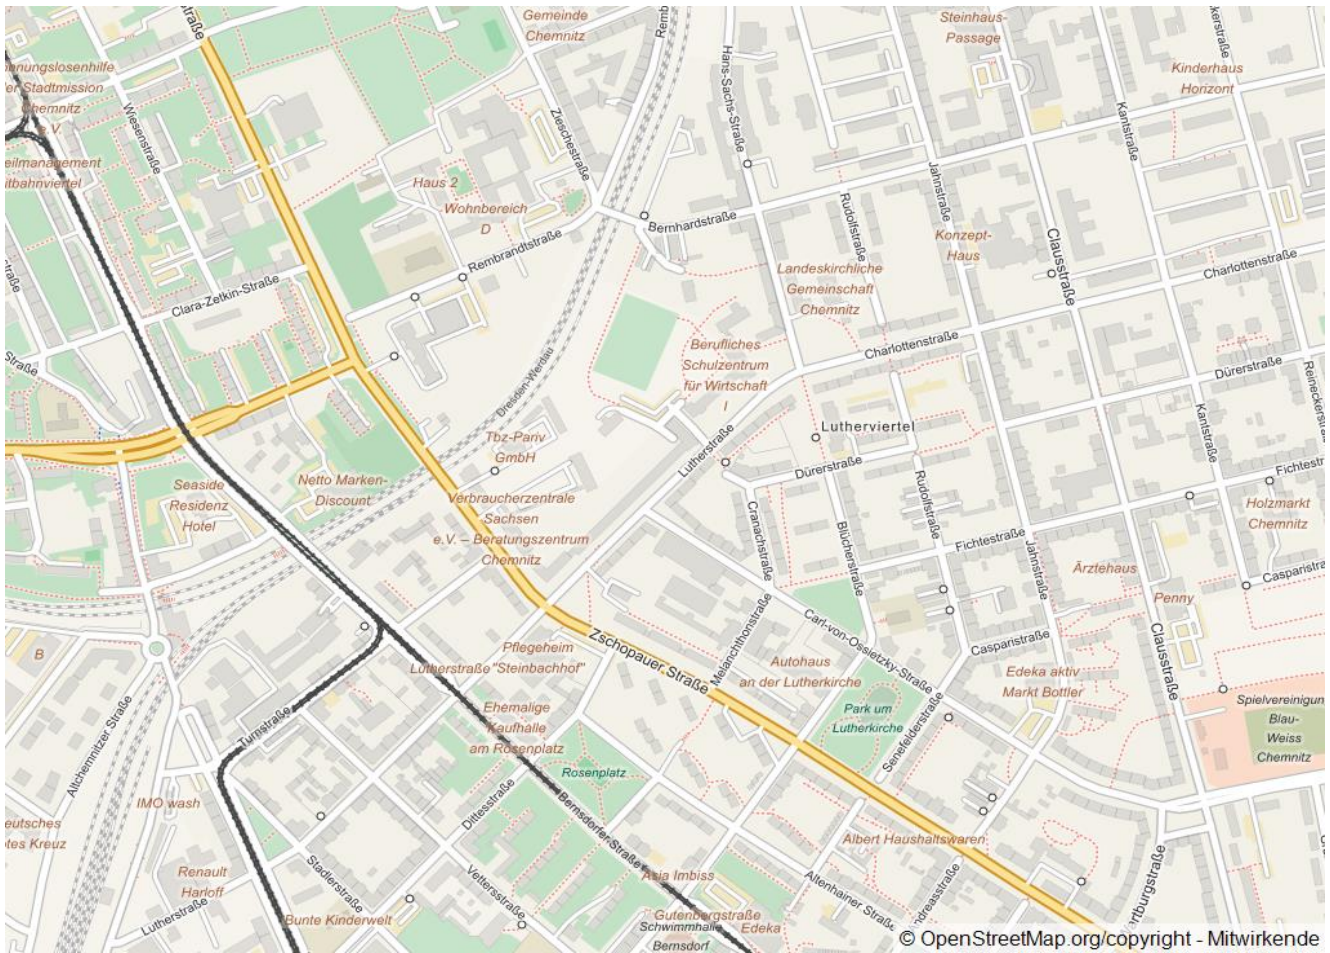 Gemeinde
Chemnitz
Steinhaus-
Passage
Kinderhaus
Horizont
Stadtmission
Chemnitz
e.V.
Wiesenstraße
Zieschestraße
Hans-Sachs-Straße
Kantstraße
Haus 2
Wohnbereich
D
Rembrandtstraße
Bernhardstraße
Rudolfstraße
Jahnstraße
Konzept-
Haus
Clausstraße
Charlottenstraße
Clara-Zetkin-Straße
Landeskirchliche
Gemeinschaft
Chemnitz
Straße
Dresden-Werdau
Berufliches
Schulzentrum
für Wirtschaft
I
Charlottenstraße
Dürerstraße
Tbz-Pariv
GmbH
Lutherstraße
Lutherviertel
Kantstraße
Seaside
Residenz
Hotel
Netto Marken-
Discount
Verbraucherzentrale
Sachsen
e.V. – Beratungszentrum
Chemnitz
Dürerstraße
Rudolfstraße
Cranachstraße
Blücherstraße
Fichtestraße
Jahnstraße
Holzmarkt
Chemnitz
Ärztehaus
Penny
B
Pflegeheim
"Steinbachhof"
Lutherstraße
Zschopauer Straße
Melanchthonstraße
Carl-von-Ossietzky-Straße
Casparistraße
Clausstraße
Autohaus
an der Lutherkirche
Edeka aktiv
Markt Bottler
Altchemnitzer Straße
Turnstraße
Ehemalige
Kaufhalle
am Rosenplatz
Park um
Lutherkirche
Senefelderstraße
Spielvereinigung
Blau-
Weiss
Chemnitz
Rosenplatz
IMO wash
Dittesstraße
Bernsdorfer Straße
Albert Haushaltswaren
Renault
Harloff
Stadlerstraße
Vettersstraße
Asia Imbiss
Altenhainer Straße
Andreasstraße
Lutherstraße
Bunte Kinderwelt
Gutenbergstraße
Schwimmhalle
Bernsdorf
Edeka
© OpenStreetMap.org/copyright - Mitwirkende